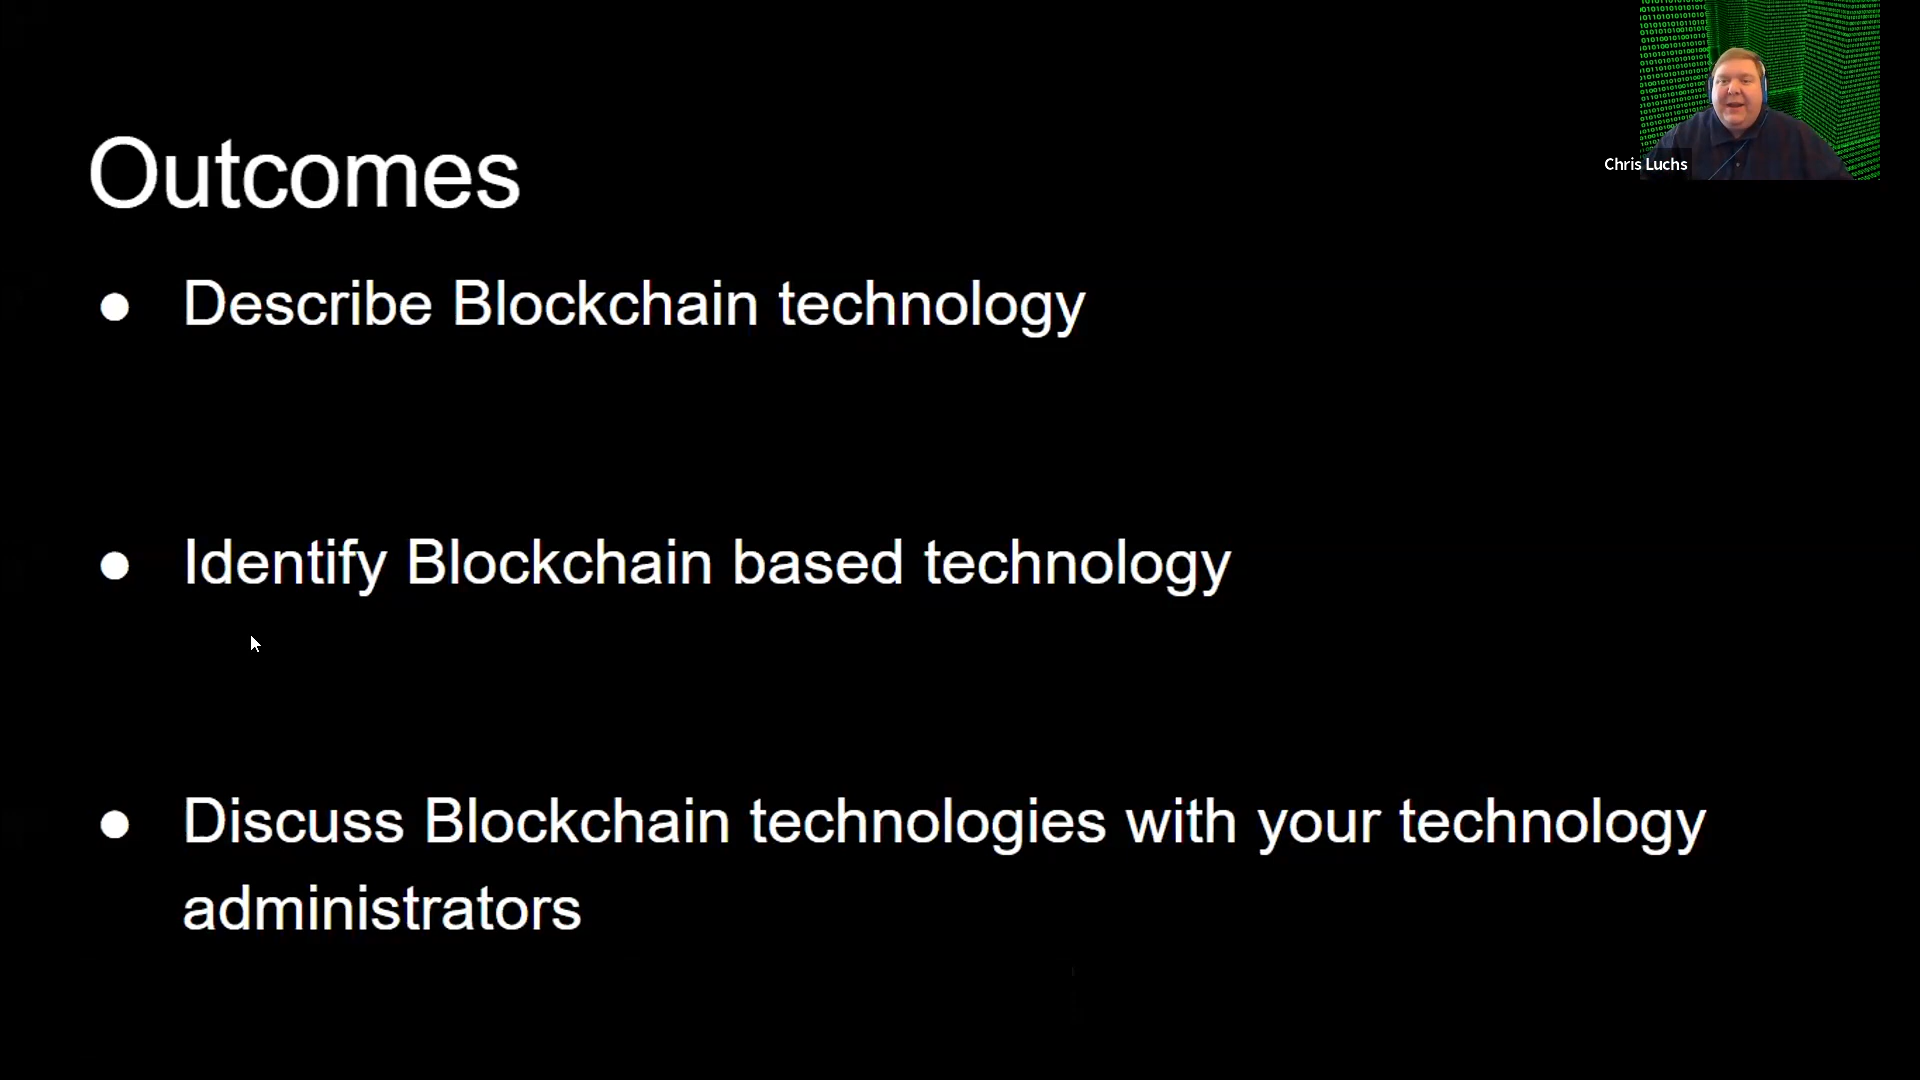 Outcomes
● Describe Blockchain technology
● Identify Blockchain based technology
● Discuss Blockchain technologies with your technology
administrators
Chris Luchs